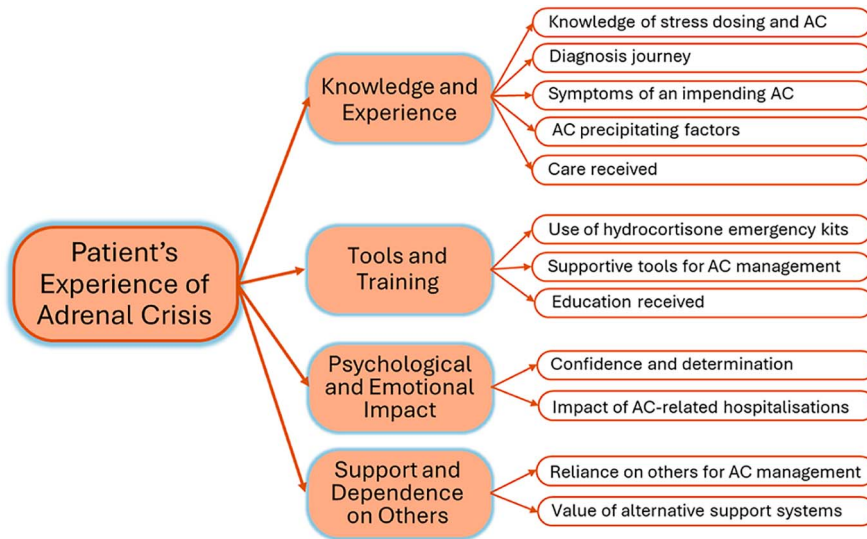 Patient's
Experience of
Adrenal Crisis
Knowledge and
Experience
Knowledge of stress dosing and AC
Diagnosis journey
Symptoms of an impending AC
AC precipitating factors
Care received
Tools and
Training
Use of hydrocortisone emergency kits
Supportive tools for AC management
Education received
Psychological
and Emotional
Impact
Confidence and determination
Impact of AC-related hospitalisations
Support and
Dependence
on Others
Reliance on others for AC management
Value of alternative support systems